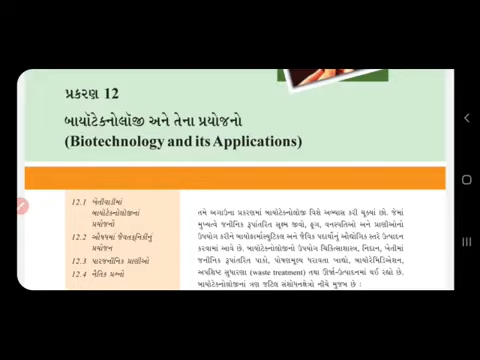 પ્રકરણ 12
બાયૉટેક્નોલૉજી અને તેના પ્રયોજનો
(Biotechnology and its Applications)
12.1 ખેતીવાડીમાં
બાયૉટેક્નોલૉજીનાં
પ્રયોજનો
12.2 ઔષધમાં જૈવતકનિકીનું
પ્રયોજન
12.3 પારજનીનિક પ્રાણીઓ
12.4 નૈતિક પ્રશ્નો
તમે અગાઉના પ્રકરણમાં બાયૉટેક્નોલૉજી વિશે અભ્યાસ કરી ચૂક્યાં છો. જેમાં
મુખ્યત્વે જનીનિક રૂપાંતરિત સૂક્ષ્મ જીવો, ફૂગ, વનસ્પતિઓ અને પ્રાણીઓનો
ઉપયોગ કરીને બાયોફાર્માસ્યુટિકલ અને જૈવિક પદાર્થોનું ઔદ્યોગિક સ્તરે ઉત્પાદન
કરવામાં આવે છે. બાયૉટેક્નોલૉજીનો ઉપયોગ ચિકિત્સાશાસ્ત્ર, નિદાન, ખેતીમાં
જનીનિક રૂપાંતરિત પાકો, પોષણમૂલ્ય ધરાવતા ખાદ્યો, બાયોરેમિડિએશન,
અપશિષ્ટ સુધારણા (waste treatment) તથા ઊર્જા-ઉત્પાદનમાં થઈ રહ્યો છે.
બાયૉટેક્નોલૉજીનાં ત્રણ જટિલ સંશોધનક્ષેત્રો નીચે મુજબ છે :